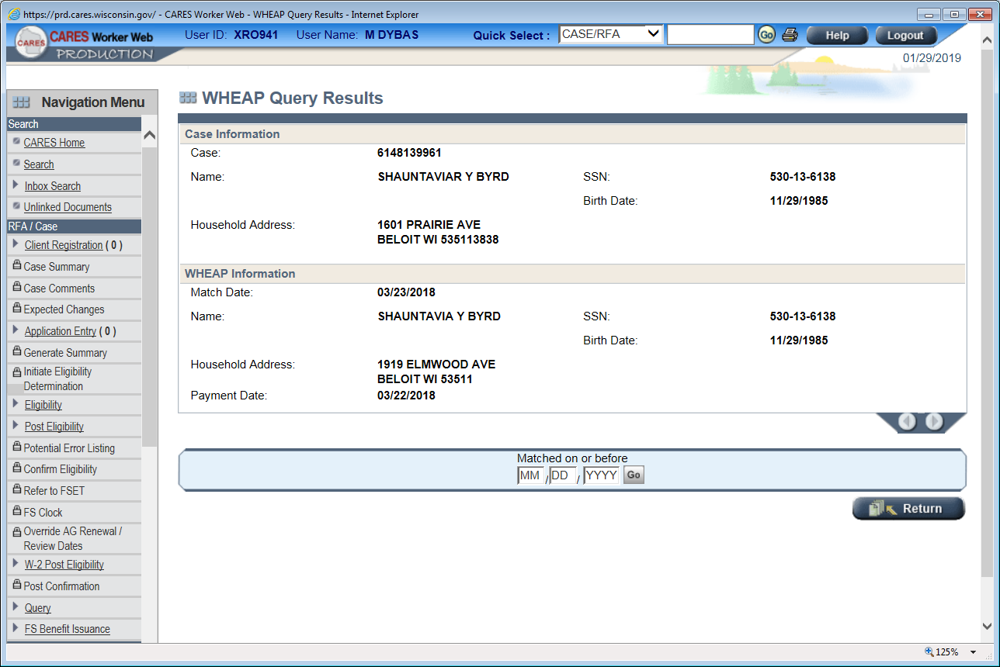 https://prd.cares.wisconsin.gov/ - CARES Worker Web - WHEAP Query Results - Internet Explorer
CARES CARES Worker Web PRODUCTION
User ID: XRO941 User Name: M DYBAS Quick Select : CASE/RFA Go Help Logout
01/29/2019
Navigation Menu
Search
CARES Home
Search
Inbox Search
Unlinked Documents
RFA / Case
Client Registration ( 0 )
Case Summary
Case Comments
Expected Changes
Application Entry ( 0 )
Generate Summary
Initiate Eligibility
Determination
Eligibility
Post Eligibility
Potential Error Listing
Confirm Eligibility
Refer to FSET
FS Clock
Override AG Renewal /
Review Dates
W-2 Post Eligibility
Post Confirmation
Query
FS Benefit Issuance
WHEAP Query Results
Case Information
Case: 6148139961
Name: SHAUNTAVIAR Y BYRD SSN: 530-13-6138
Birth Date: 11/29/1985
Household Address: 1601 PRAIRIE AVE
BELOIT WI 535113838
WHEAP Information
Match Date: 03/23/2018
Name: SHAUNTAVIA Y BYRD SSN: 530-13-6138
Birth Date: 11/29/1985
Household Address: 1919 ELMWOOD AVE
BELOIT WI 53511
Payment Date: 03/22/2018
Matched on or before
MM / DD / YYYY Go
Return
125%